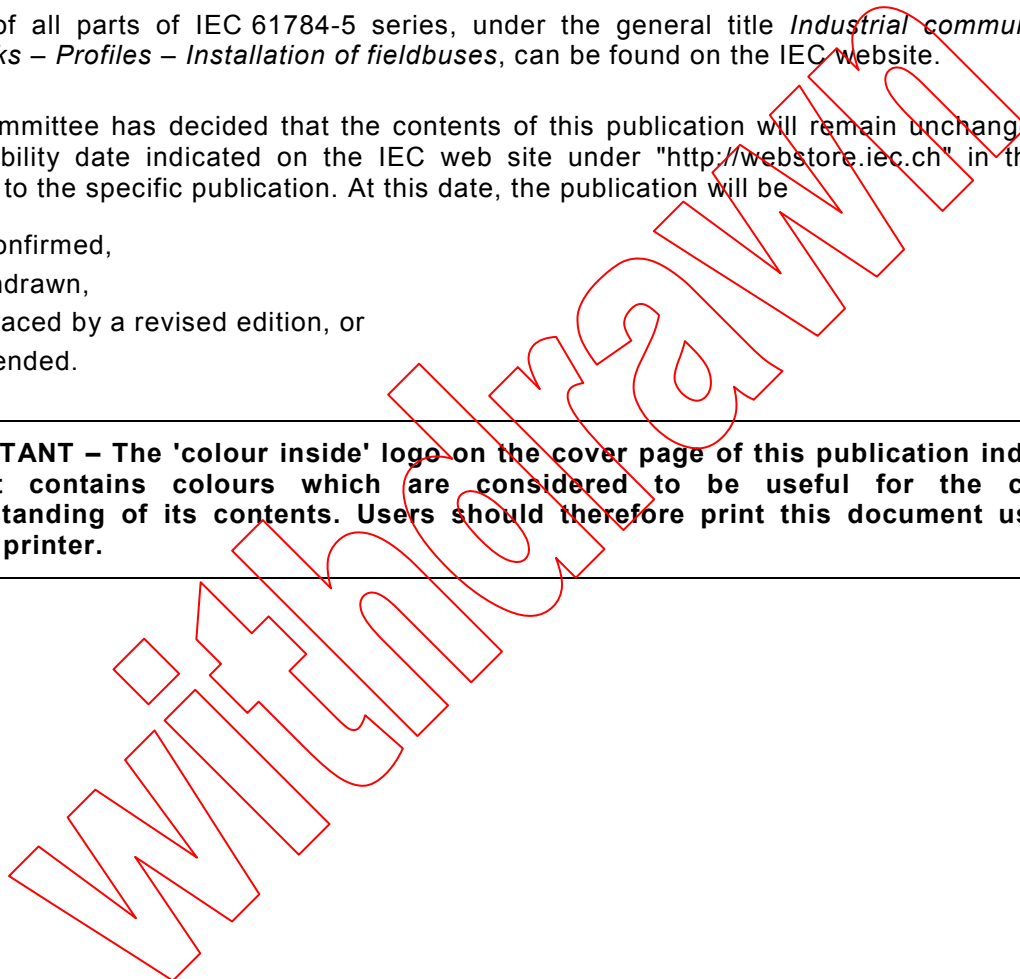 of all parts of IEC 61784-5 series, under the general title Industrial commu
ks – Profiles – Installation of fieldbuses, can be found on the IEC website.
mmittee has decided that the contents of this publication will remain unchang
bility date indicated on the IEC web site under "http://webstore.iec.ch" in th
to the specific publication. At this date, the publication will be
onfirmed,
ndrawn,
laced by a revised edition, or
ended.
TANT – The 'colour inside' logo on the cover page of this publication ind
t contains colours which are considered to be useful for the c
tanding of its contents. Users should therefore print this document us
printer.
withdrawn